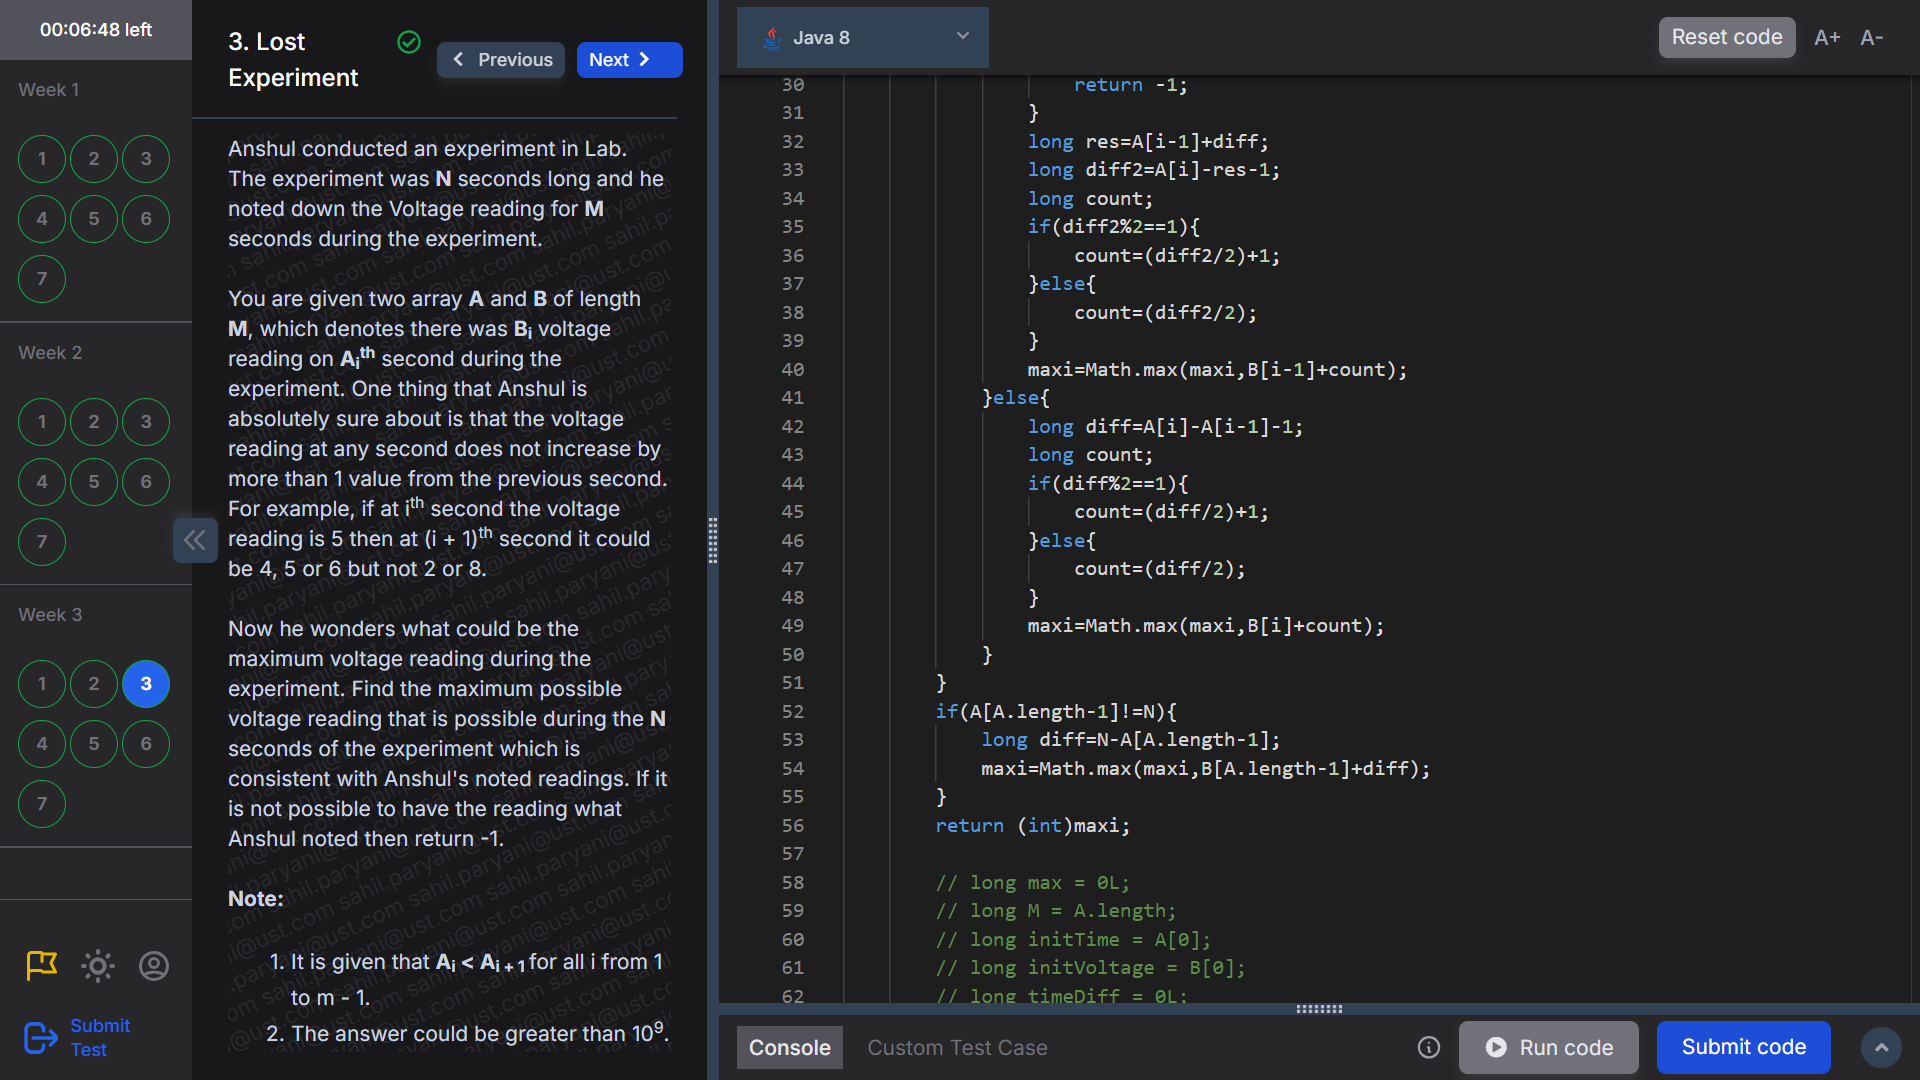 00:06:48 left
Week 1
1 2 3
4 5 6
7
Week 2
1 2 3
4 5 6
7
Week 3
1 2 3
4 5 6
7
Submit
Test
3. Lost
Experiment
Previous
Next
Anshul conducted an experiment in Lab.
The experiment was N seconds long and he
noted down the Voltage reading for M
seconds during the experiment.
You are given two array A and B of length
M, which denotes there was Bi voltage
reading on Ai th second during the
experiment. One thing that Anshul is
absolutely sure about is that the voltage
reading at any second does not increase by
more than 1 value from the previous second.
For example, if at ith second the voltage
reading is 5 then at (i + 1)th second it could
be 4, 5 or 6 but not 2 or 8.
Now he wonders what could be the
maximum voltage reading during the
experiment. Find the maximum possible
voltage reading that is possible during the N
seconds of the experiment which is
consistent with Anshul's noted readings. If it
is not possible to have the reading what
Anshul noted then return -1.
Note:
1. It is given that Ai < Ai + 1 for all i from 1
to m - 1.
2. The answer could be greater than 10^9.
Java 8
Reset code
A+ A-
30 return -1;
31 }
32 long res=A[i-1]+diff;
33 long diff2=A[i]-res-1;
34 long count;
35 if(diff2%2==1){
36 count=(diff2/2)+1;
37 }else{
38 count=(diff2/2);
39 }
40 maxi=Math.max(maxi,B[i-1]+count);
41 }else{
42 long diff=A[i]-A[i-1]-1;
43 long count;
44 if(diff%2==1){
45 count=(diff/2)+1;
46 }else{
47 count=(diff/2);
48 }
49 maxi=Math.max(maxi,B[i]+count);
50 }
51 }
52 if(A[A.length-1]!=N){
53 long diff=N-A[A.length-1];
54 maxi=Math.max(maxi,B[A.length-1]+diff);
55 }
56 return (int)maxi;
57
58 // long max = 0L;
59 // long M = A.length;
60 // long initTime = A[0];
61 // long initVoltage = B[0];
62 // long timeDiff = 0L;
Console
Custom Test Case
Run code
Submit code